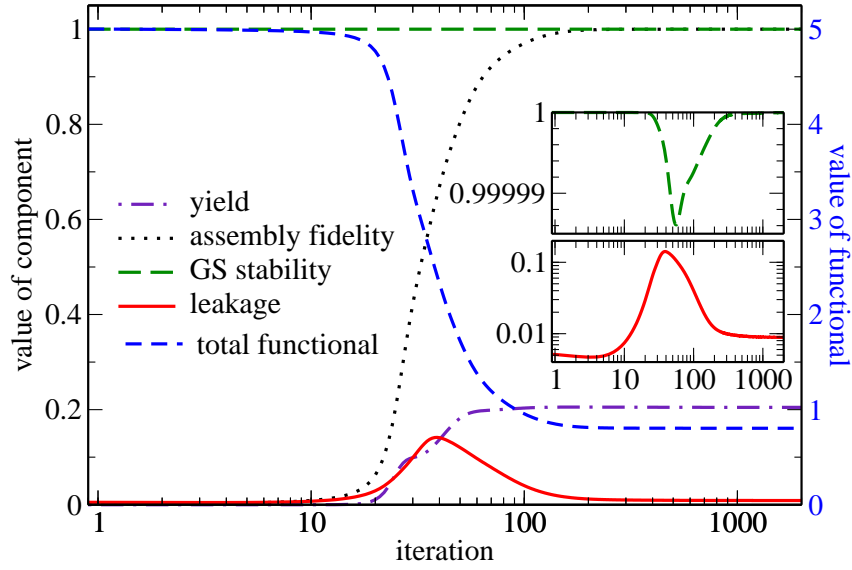 1
0.8
0.6
0.4
0.2
0
value of component
5
4
3
2
1
0
value of functional
yield
assembly fidelity
GS stability
leakage
total functional
1
0.99999
0.1
0.01
1 10 100 1000
1 10 100 1000
iteration